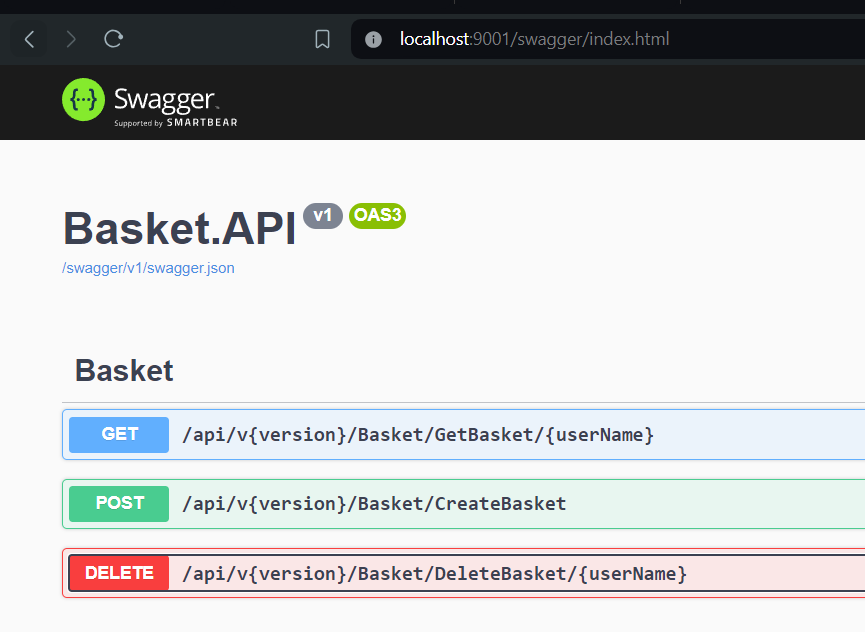 localhost:9001/swagger/index.html
{···} Swagger
Supported by SMARTBEAR
Basket.API v1 OAS3
/swagger/v1/swagger.json
Basket
GET /api/v{version}/Basket/GetBasket/{userName}
POST /api/v{version}/Basket/CreateBasket
DELETE /api/v{version}/Basket/DeleteBasket/{userName}